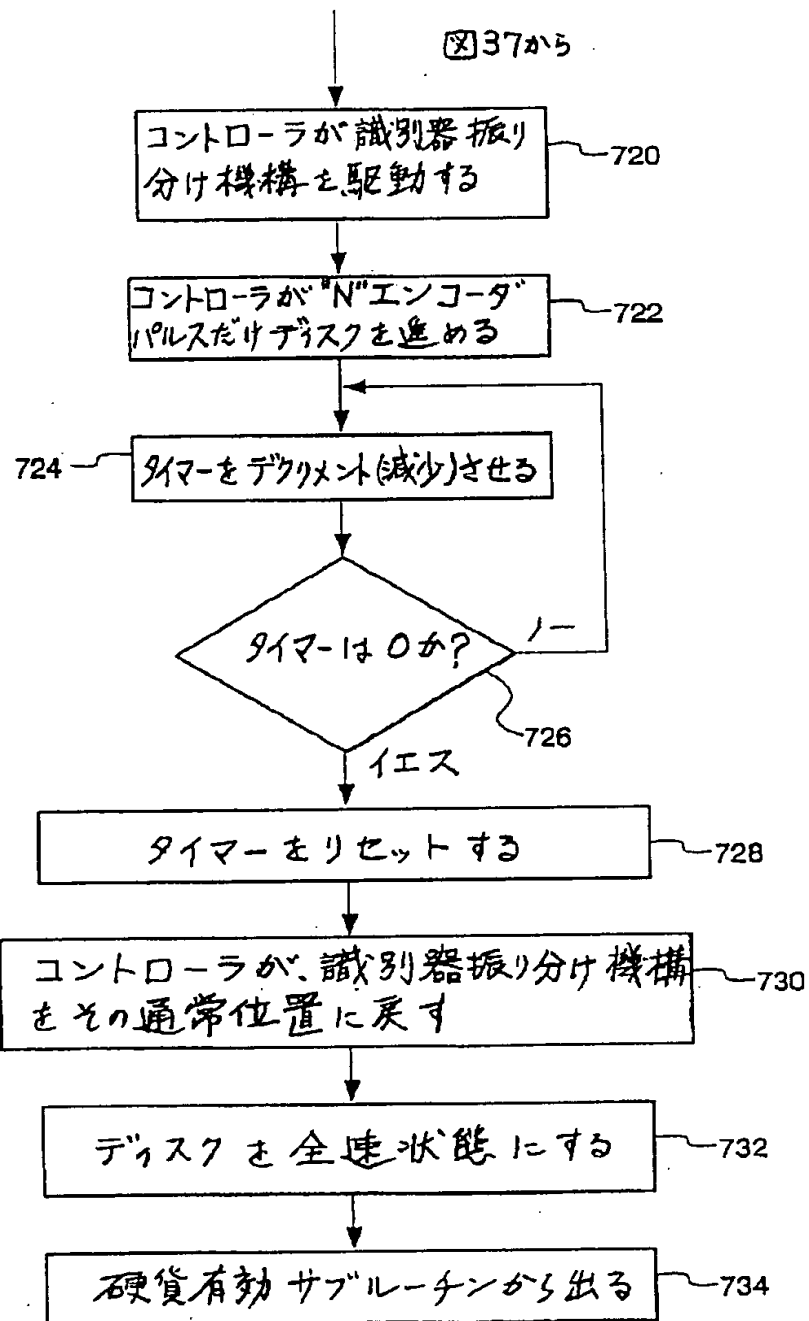 図37から
コントローラが識別器振り
分け機構を駆動する
720
コントローラが"N"エンコーダ
パルスだけディスクを進める
722
724
タイマーをデクリメント(減少)させる
タイマーは0か?
ノー
726
イエス
タイマーをリセットする
728
コントローラが、識別器振り分け機構
をその通常位置に戻す
730
ディスクを全速状態にする
732
硬貨有効サブルーチンから出る
734